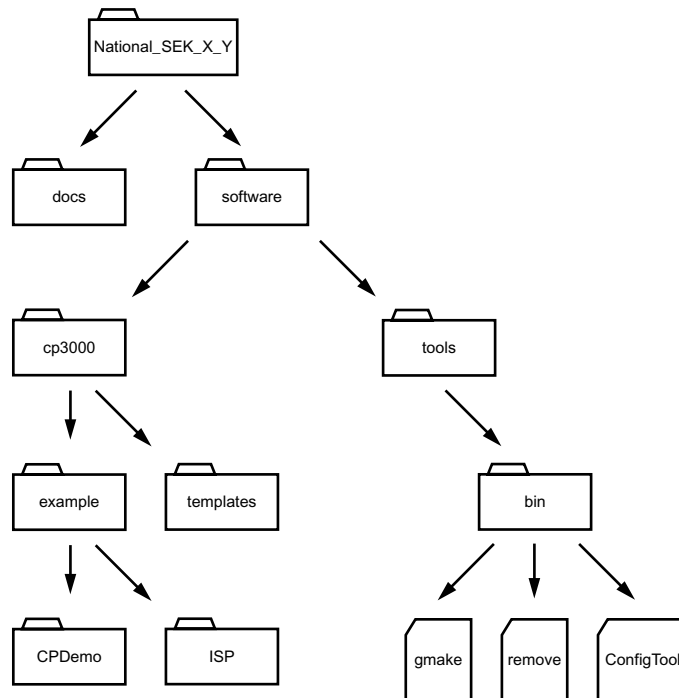 National_SEK_X_Y
docs
software
cp3000
tools
example
templates
bin
CPDemo
ISP
gmake
remove
ConfigTool